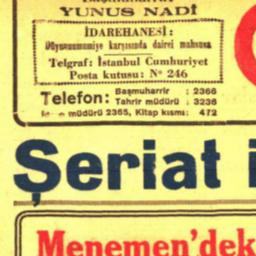 YUNUS NADİ
İDAREHANESİ:
Düyunuumumiye karşısında dairei mahsusa
Telgraf: İstanbul Cumhuriyet
Posta kutusu: Nº 246
Telefon: Başmuharrir : 2366
Tahrir müdürü : 3236
müdürü 2365, Kitap kısmı: 472
Şeriat i
Menemen'dek